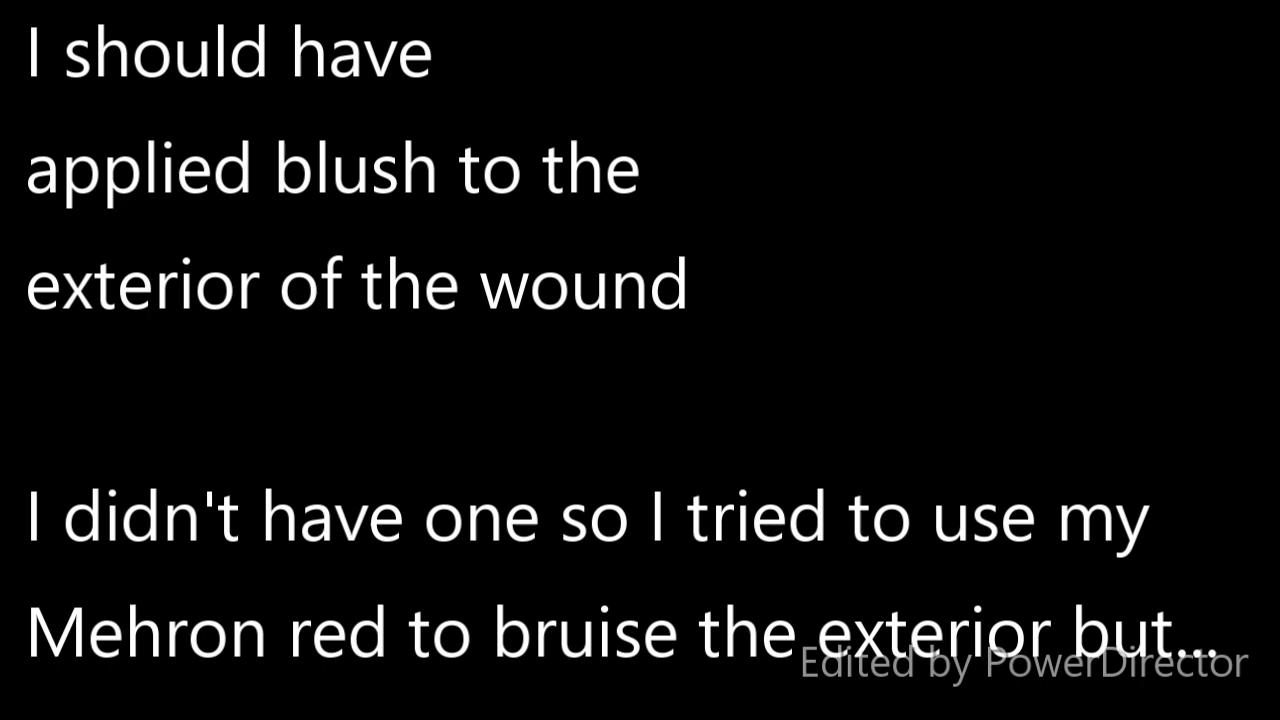 I should have
applied blush to the
exterior of the wound
I didn't have one so I tried to use my
Mehron red to bruise the exterior but...
Edited by PowerDirector